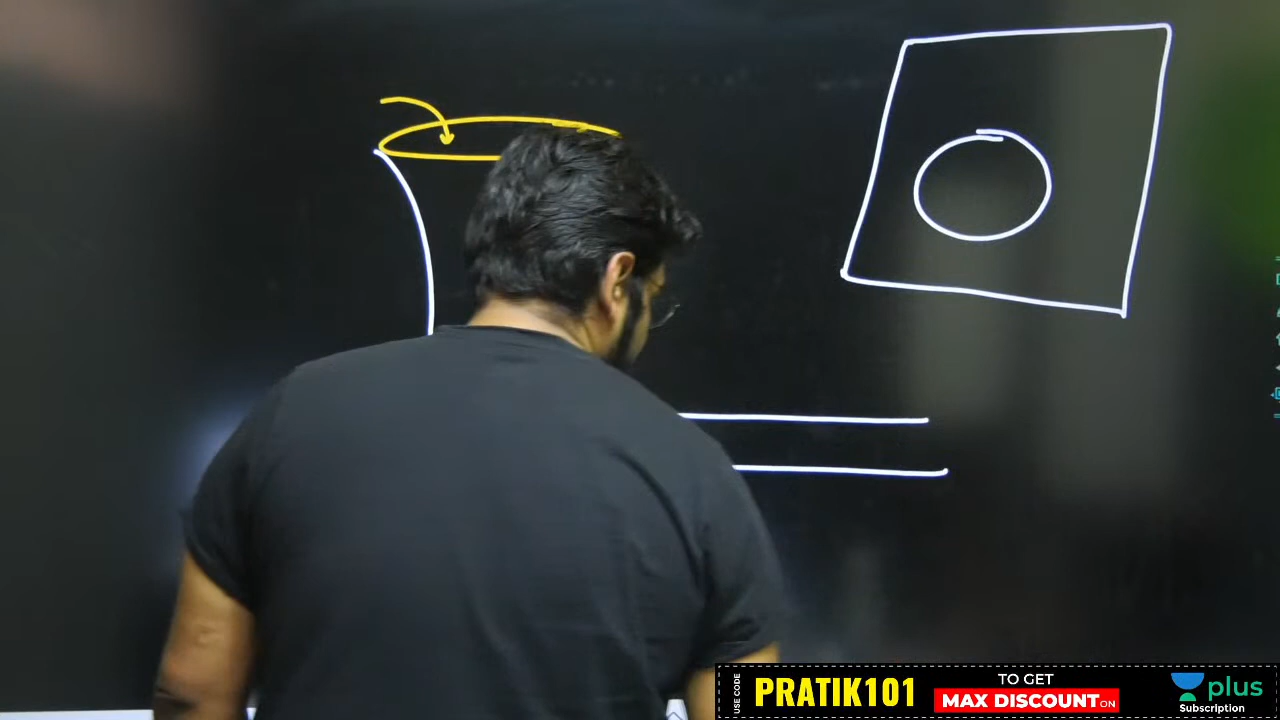 USE CODE
PRATIK101
TO GET
MAX DISCOUNT ON
plus
Subscription